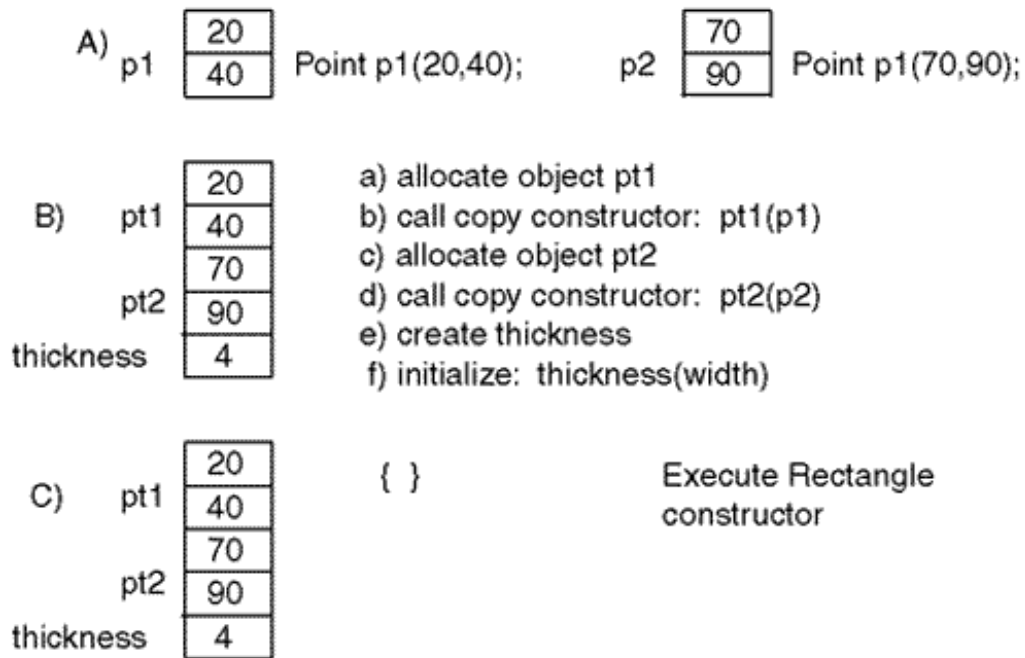 A)
p1
20
40
Point p1(20,40);
p2
70
90
Point p1(70,90);
B)
pt1
20
40
pt2
70
90
thickness
4
a) allocate object pt1
b) call copy constructor: pt1(p1)
c) allocate object pt2
d) call copy constructor: pt2(p2)
e) create thickness
f) initialize: thickness(width)
C)
pt1
20
40
pt2
70
90
thickness
4
{ }
Execute Rectangle
constructor